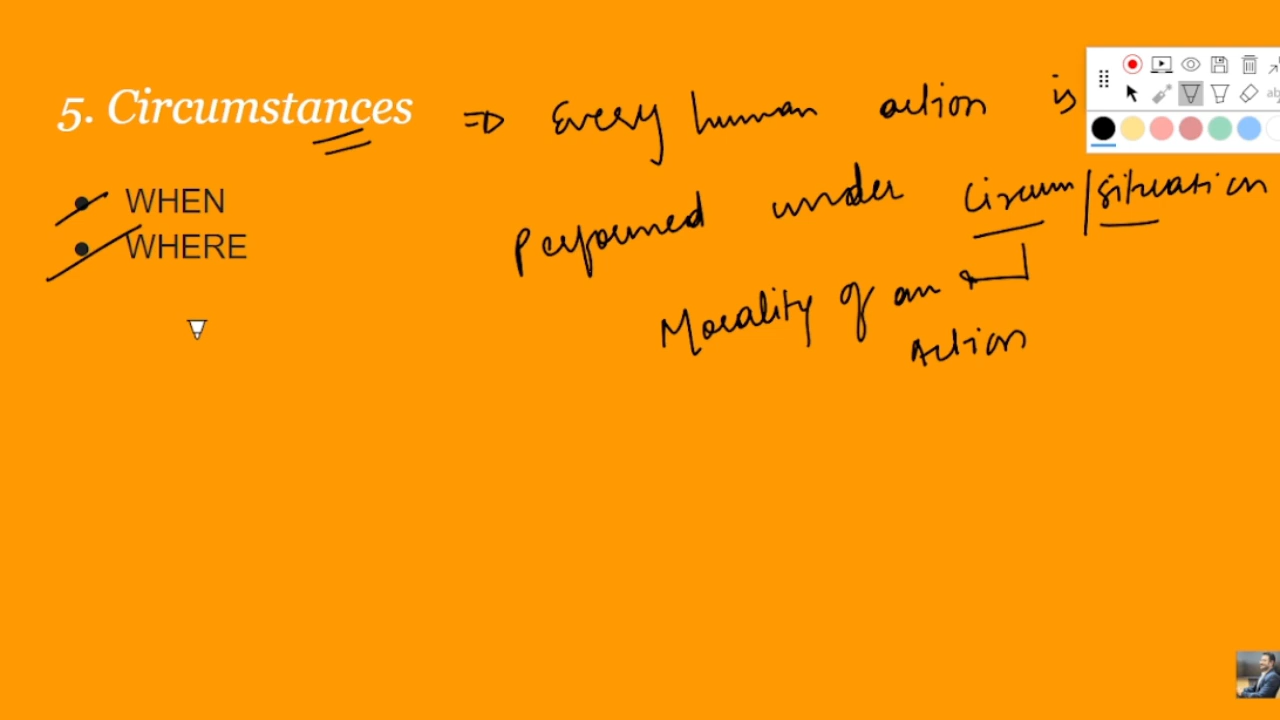 5. Circumstances ⇒ Every human action is
WHEN
performed under Circum/situation
WHERE
Morality of an
Action